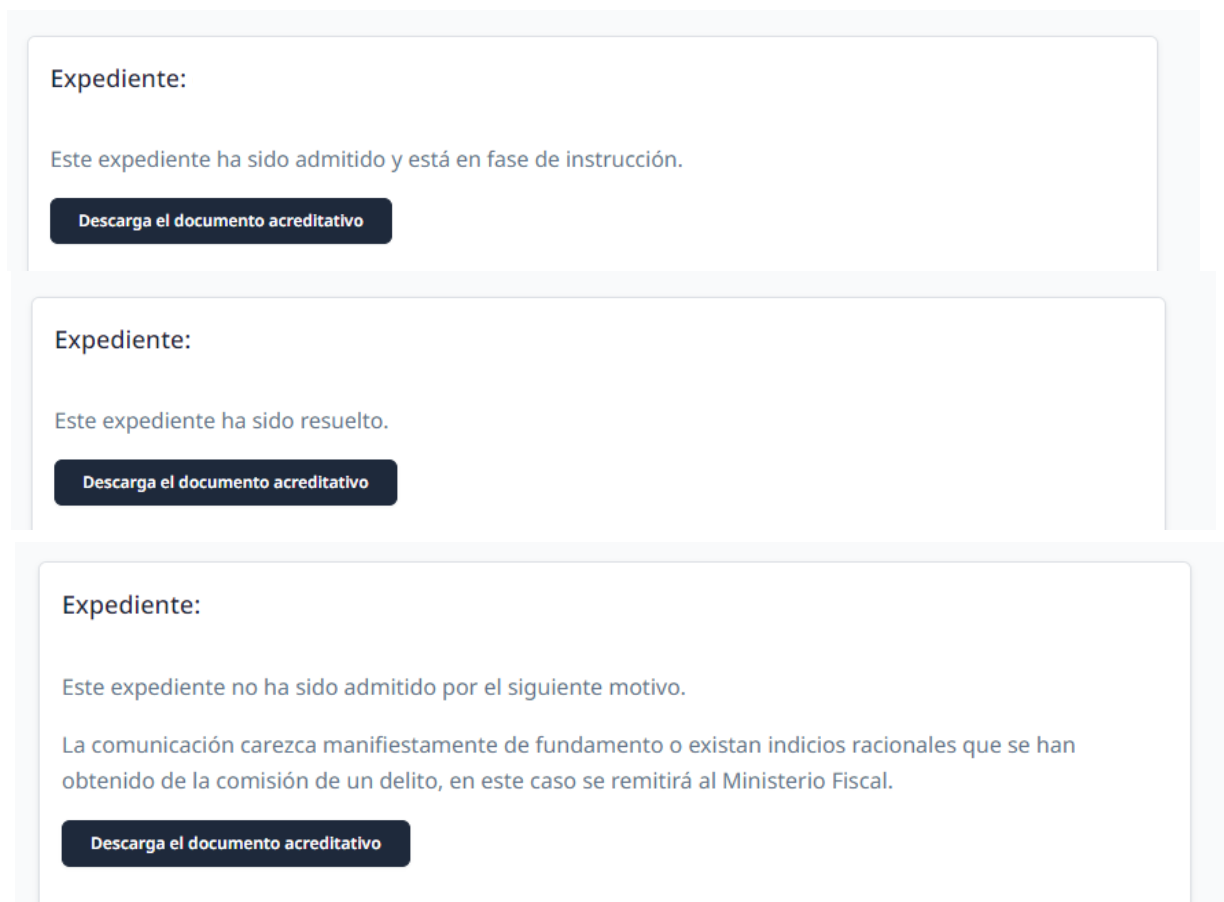 Expediente:
Este expediente ha sido admitido y está en fase de instrucción.
Descarga el documento acreditativo
Expediente:
Este expediente ha sido resuelto.
Descarga el documento acreditativo
Expediente:
Este expediente no ha sido admitido por el siguiente motivo.
La comunicación carezca manifiestamente de fundamento o existan indicios racionales que se han
obtenido de la comisión de un delito, en este caso se remitirá al Ministerio Fiscal.
Descarga el documento acreditativo